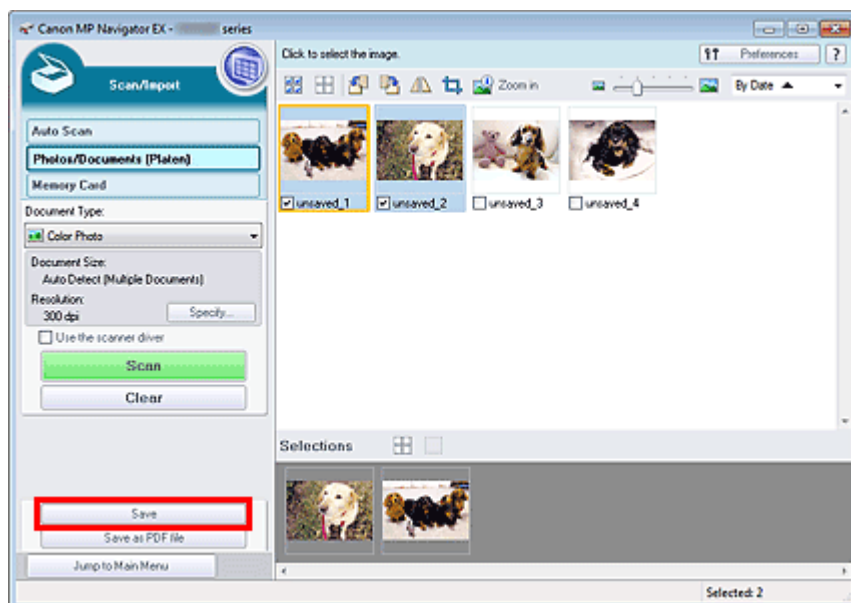 Canon MP Navigator EX - series
Scan/Import
Auto Scan
Photos/Documents (Platen)
Memory Card
Document Type:
Color Photo
Document Size:
Auto Detect (Multiple Documents)
Resolution:
300 dpi
Specify...
Use the scanner driver
Scan
Clear
Save
Save as PDF file
Jump to Main Menu
Click to select the image.
Preferences
?
Zoom in
By Date
unsaved_1
unsaved_2
unsaved_3
unsaved_4
Selections
Selected: 2